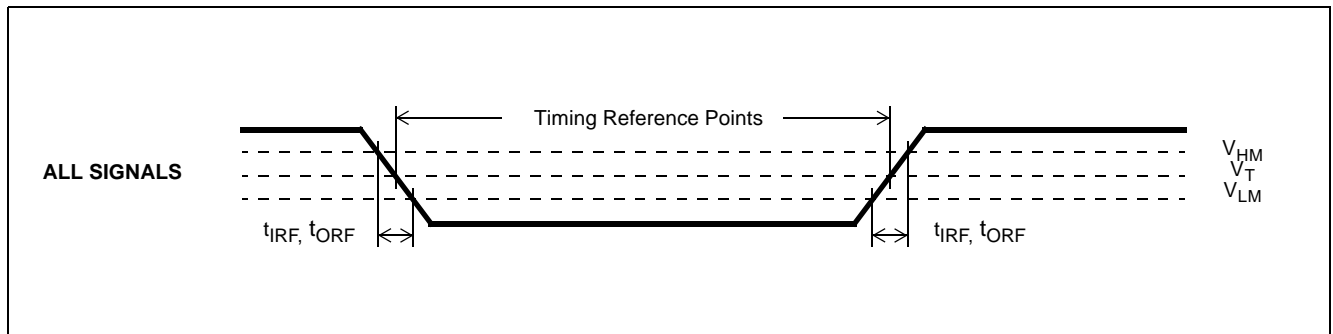 Timing Reference Points
ALL SIGNALS
VHM
VT
VLM
tIRF, tORF
tIRF, tORF